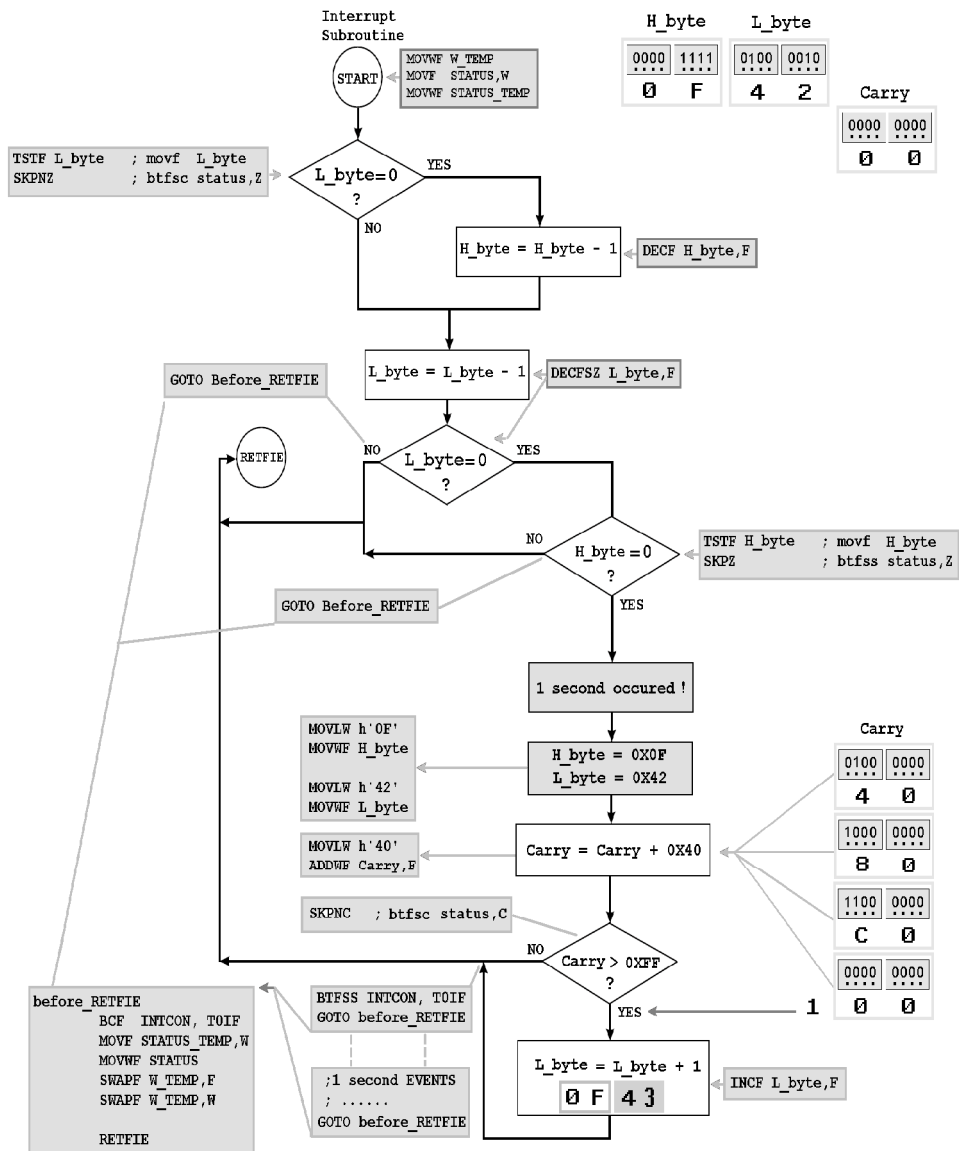 Interrupt
Subroutine
H_byte
L_byte
0000 1111
0100 0010
0 F
4 2
Carry
0000 0000
0 0
START
MOVWF W_TEMP
MOVF STATUS,W
MOVWF STATUS_TEMP
TSTF L_byte ; movf L_byte
SKPNZ ; btfsc status,Z
L_byte=0
?
YES
NO
H_byte = H_byte - 1
DECF H_byte,F
L_byte = L_byte - 1
DECFSZ L_byte,F
GOTO Before_RETFIE
RETFIE
NO
L_byte=0
?
YES
NO
H_byte=0
?
YES
TSTF H_byte ; movf H_byte
SKPZ ; btfss status,Z
GOTO Before_RETFIE
1 second occured !
MOVLW h'0F'
MOVWF H_byte
MOVLW h'42'
MOVWF L_byte
H_byte = 0X0F
L_byte = 0X42
MOVLW h'40'
ADDWF Carry,F
Carry = Carry + 0X40
Carry
0100 0000
4 0
1000 0000
8 0
1100 0000
C 0
0000 0000
1 0 0
SKPNC ; btfsc status,C
NO
Carry > 0XFF
?
YES
BTFSS INTCON, T0IF
GOTO before_RETFIE
;1 second EVENTS
; ......
GOTO before_RETFIE
L_byte = L_byte + 1
0 F 4 3
INCF L_byte,F
before_RETFIE
BCF INTCON, T0IF
MOVF STATUS_TEMP,W
MOVWF STATUS
SWAPF W_TEMP,F
SWAPF W_TEMP,W
RETFIE